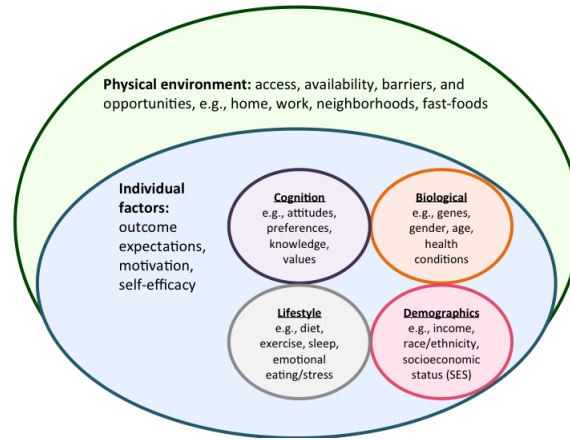 Physical environment: access, availability, barriers, and
opportunities, e.g., home, work, neighborhoods, fast-foods
Individual
factors:
outcome
expectations,
motivation,
self-efficacy
Cognition
e.g., attitudes,
preferences,
knowledge,
values
Biological
e.g., genes,
gender, age,
health
conditions
Lifestyle
e.g., diet,
exercise, sleep,
emotional
eating/stress
Demographics
e.g., income,
race/ethnicity,
socioeconomic
status (SES)